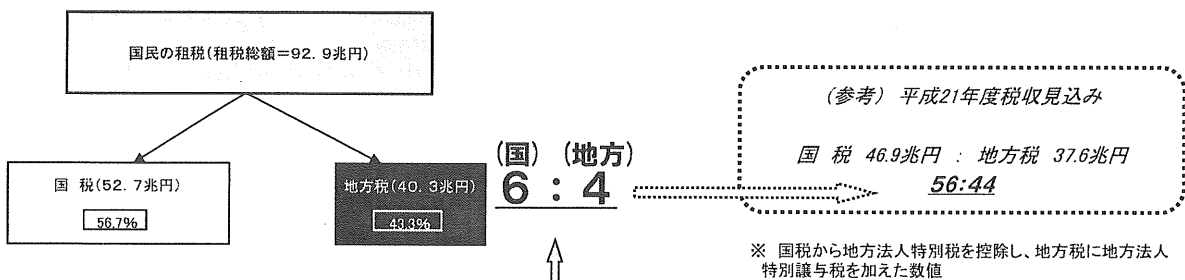 国民の租税(租税総額=92.9兆円)
国 税(52.7兆円)
56.7%
地方税(40.3兆円)
43.3%
(国) (地方)
6 : 4
(参考) 平成21年度税収見込み
国 税 46.9兆円 : 地方税 37.6兆円
56:44
※ 国税から地方法人特別税を控除し、地方税に地方法人
特別譲与税を加えた数値